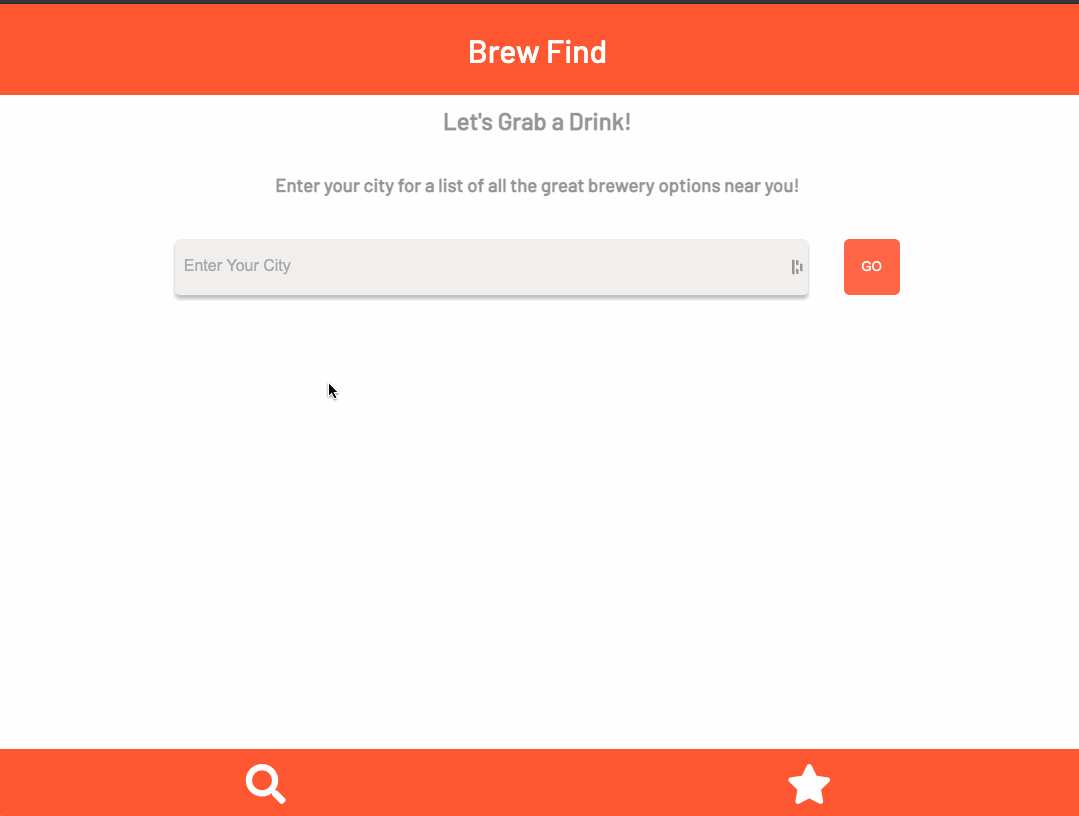 Brew Find
Let's Grab a Drink!
Enter your city for a list of all the great brewery options near you!
Enter Your City
GO